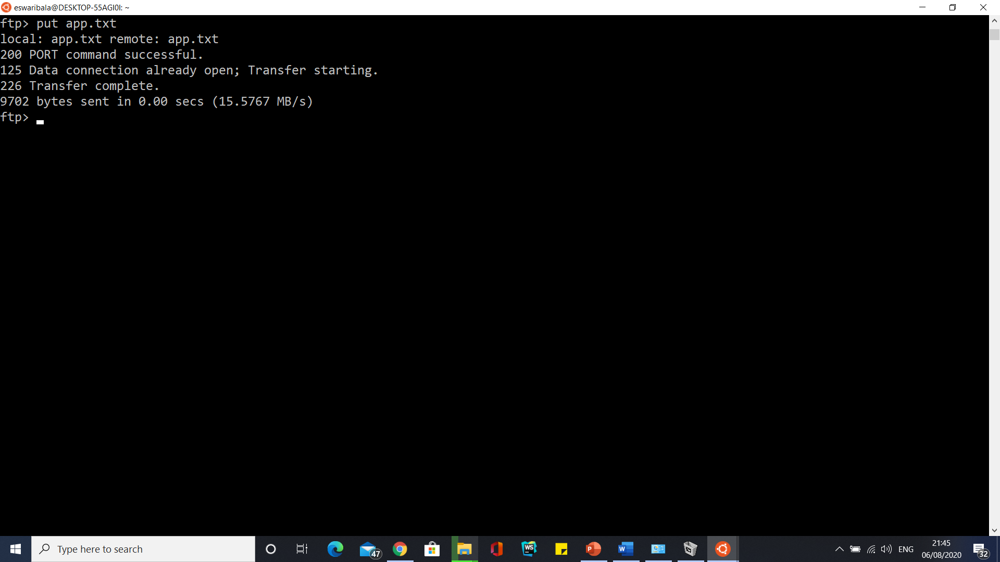 eswaribala@DESKTOP-55AGI0I: ~
ftp> put app.txt
local: app.txt remote: app.txt
200 PORT command successful.
125 Data connection already open; Transfer starting.
226 Transfer complete.
9702 bytes sent in 0.00 secs (15.5767 MB/s)
ftp>
Type here to search
47
WS
P
W
ENG
21:45
06/08/2020
32